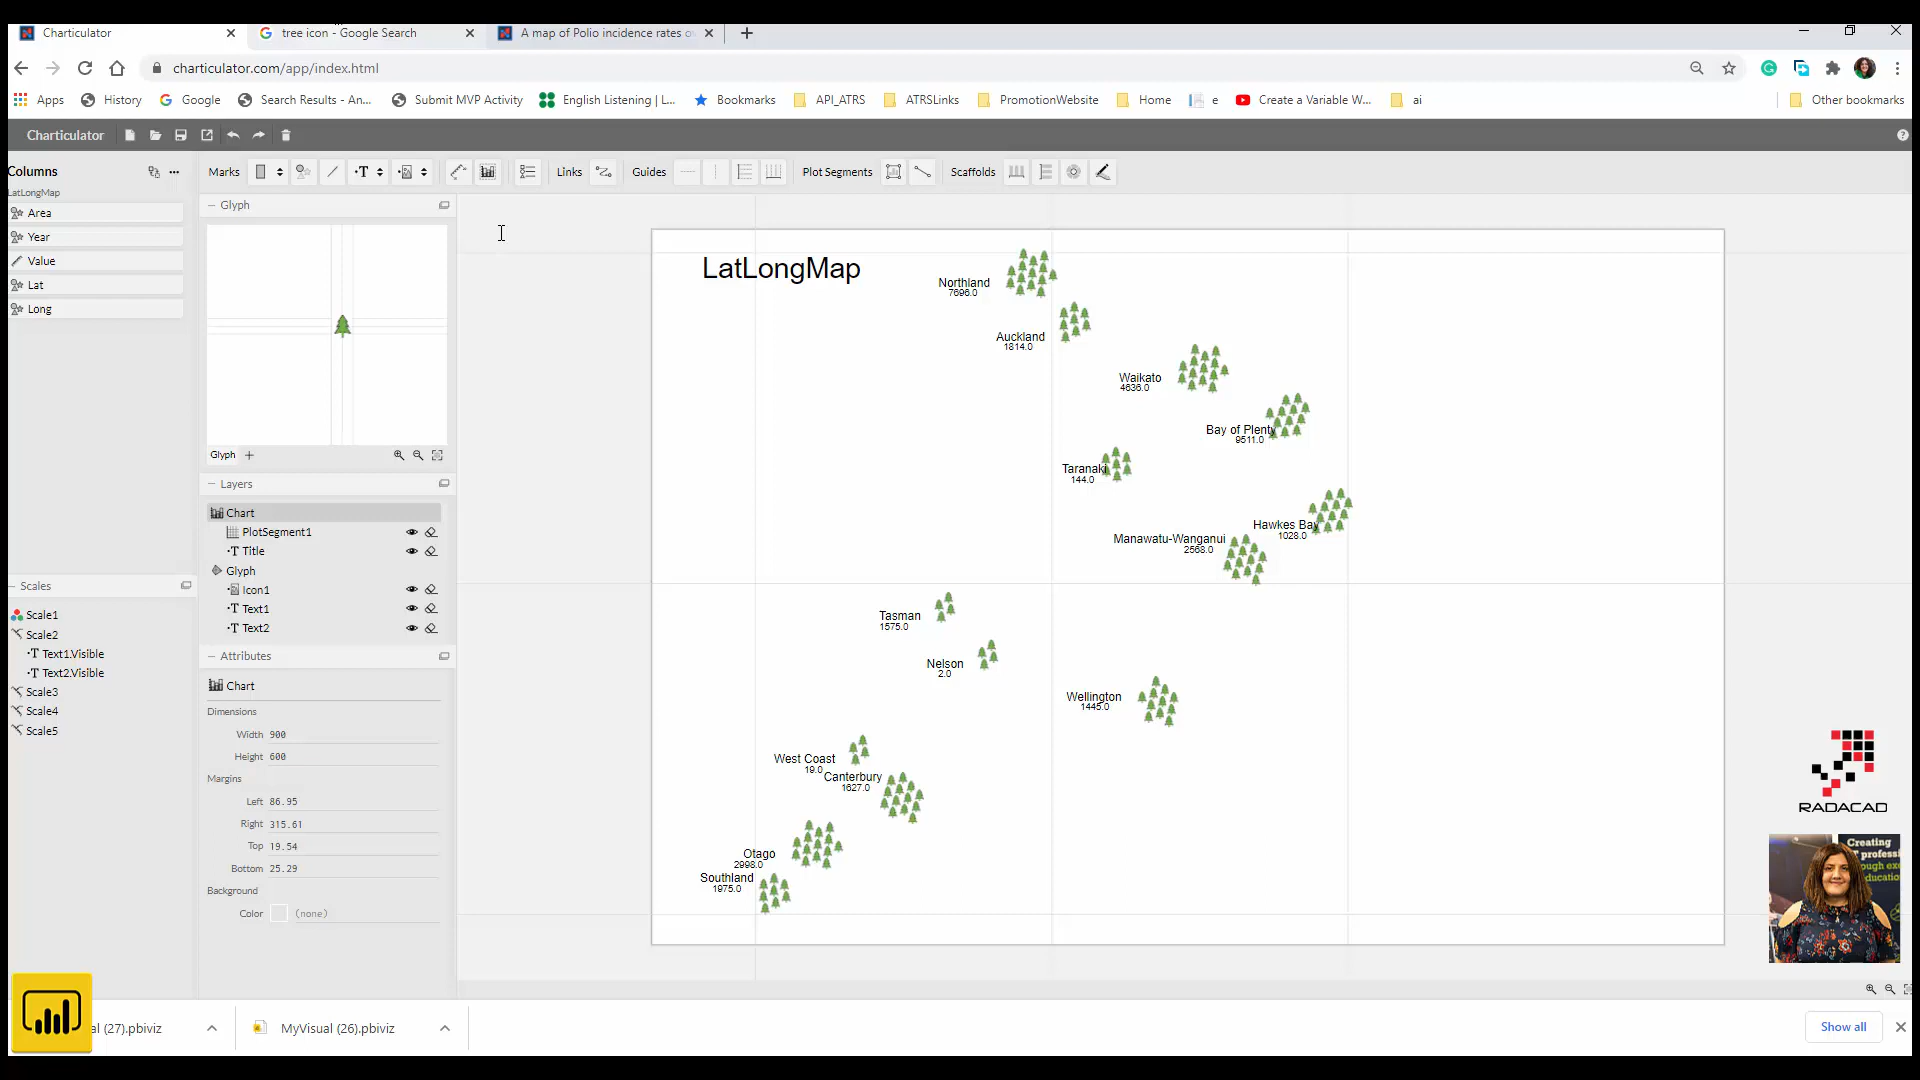 Charticulator
tree icon - Google Search
A map of Polio incidence rates o
charticulator.com/app/index.html
Apps
History
Google
Search Results - An...
Submit MVP Activity
English Listening | L...
Bookmarks
API_ATRS
ATRSLinks
PromotionWebsite
Home
e
Create a Variable W...
ai
Other bookmarks
Charticulator
Columns
LatLongMap
Area
Year
Value
Lat
Long
Marks
Links
Guides
Plot Segments
Scaffolds
Glyph
Glyph
Layers
Chart
PlotSegment1
Title
Glyph
Icon1
Text1
Text2
Scales
Scale1
Scale2
Text1.Visible
Text2.Visible
Scale3
Scale4
Scale5
Attributes
Chart
Dimensions
Width 900
Height 600
Margins
Left 86.95
Right 315.61
Top 19.54
Bottom 25.29
Background
Color (none)
LatLongMap
Northland
7696.0
Auckland
1814.0
Waikato
4636.0
Bay of Plenty
9511.0
Taranaki
144.0
Hawkes Bay
1028.0
Manawatu-Wanganui
2568.0
Tasman
1575.0
Nelson
2.0
Wellington
1445.0
West Coast
19.0
Canterbury
1627.0
Otago
2998.0
Southland
1975.0
RADACAD
Creating
profess
ough ex
ducatio
al (27).pbiviz
MyVisual (26).pbiviz
Show all